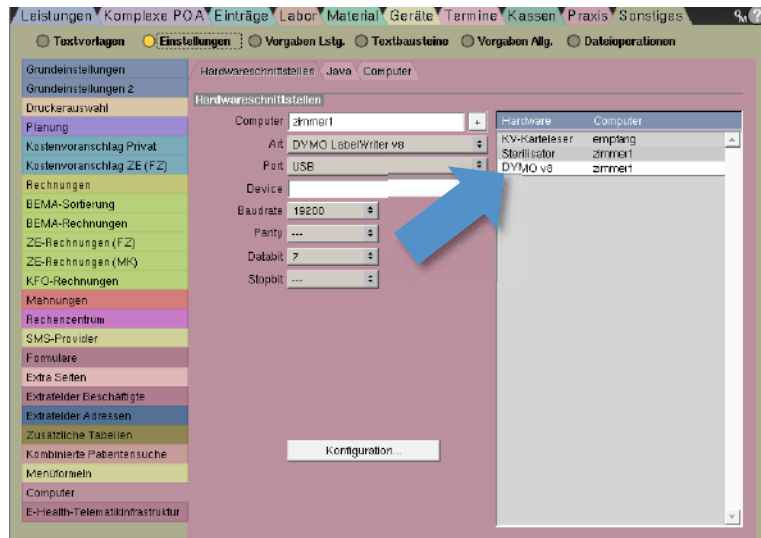 Leistungen Komplexe POA Einträge Labor Material Geräte Termine Kassen Praxis Sonstiges
Textvorlagen Einstellungen Vorgaben Lstg. Textbausteine Vorgaben Allg. Dateioperationen
Grundeinstellungen
Grundeinstellungen 2
Druckerauswahl
Planung
Kostenvoranschlag Privat
Kostenvoranschlag ZE (FZ)
Rechnungen
BEMA-Sortierung
BEMA-Rechnungen
ZE-Rechnungen (FZ)
ZE-Rechnungen (MK)
KFO-Rechnungen
Mahnungen
Rechenzentrum
SMS-Provider
Formulare
Extra Seiten
Extrafelder Beschäftigte
Extrafelder Adressen
Zusätzliche Tabellen
Kombinierte Patientensuche
Menüformeln
Computer
E-Health-Telematikinfrastruktur
Hardwareschnittstellen Java Computer
Hardwareschnittstellen
Computer zimmer1 +
Art DYMO LabelWriter v8
Port USB
Device
Baudrate 19200
Parity ---
Databit 7
Stopbit ---
Konfiguration...
Hardware Computer
KV-Karteleser empfang
Sterilisator zimmer1
DYMO v8 zimmer1